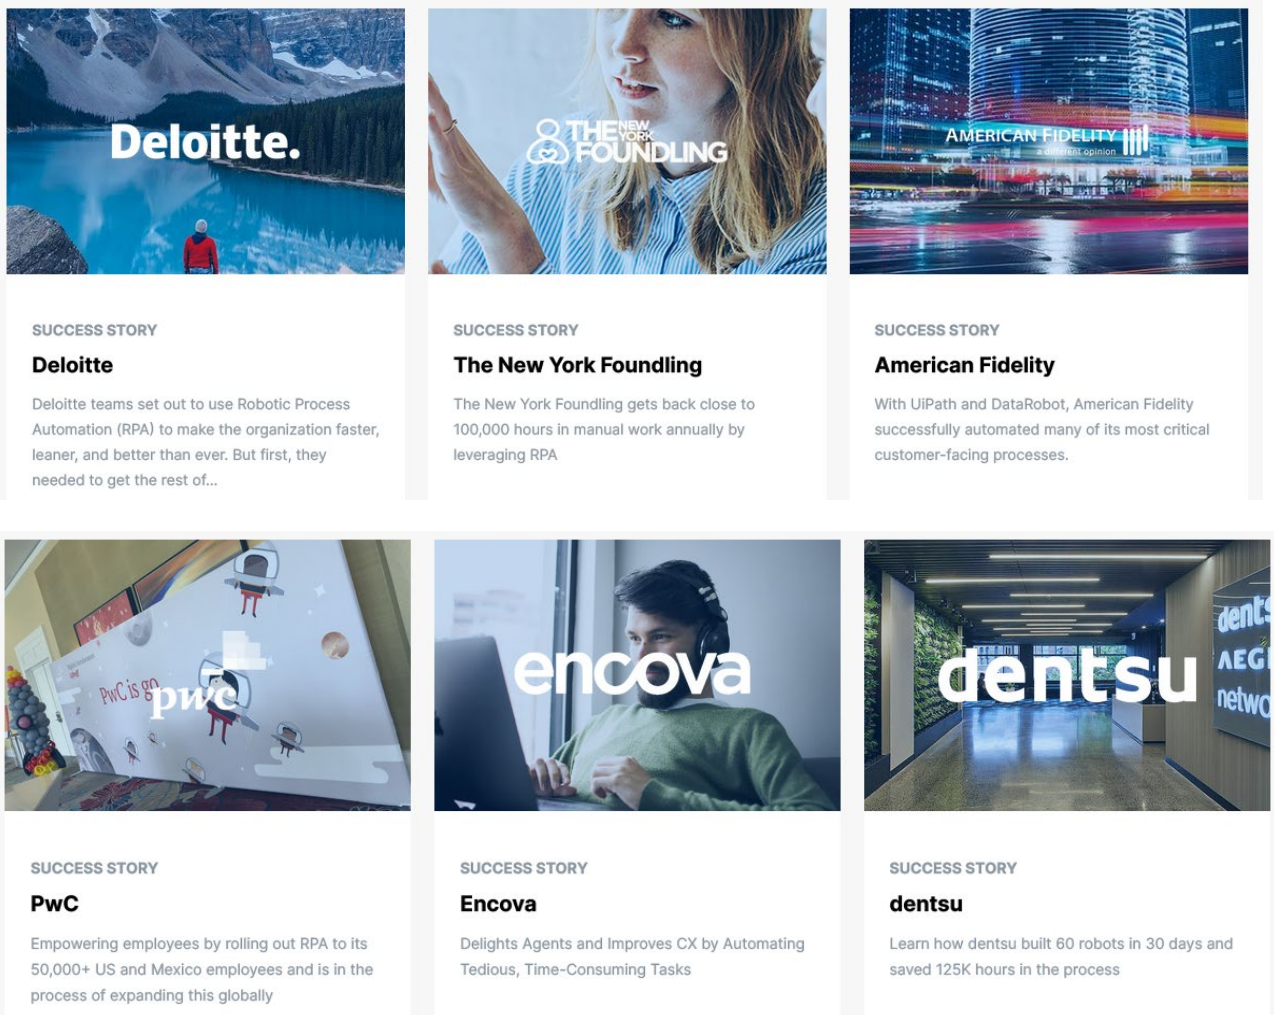 Deloitte.
THE NEW YORK FOUNDLING
AMERICAN FIDELITY
a different opinion
SUCCESS STORY
Deloitte
Deloitte teams set out to use Robotic Process
Automation (RPA) to make the organization faster,
leaner, and better than ever. But first, they
needed to get the rest of...
SUCCESS STORY
The New York Foundling
The New York Foundling gets back close to
100,000 hours in manual work annually by
leveraging RPA
SUCCESS STORY
American Fidelity
With UiPath and DataRobot, American Fidelity
successfully automated many of its most critical
customer-facing processes.
PwC is go
pwc
encova
dentsu
dents
AEGI
netwo
SUCCESS STORY
PwC
Empowering employees by rolling out RPA to its
50,000+ US and Mexico employees and is in the
process of expanding this globally
SUCCESS STORY
Encova
Delights Agents and Improves CX by Automating
Tedious, Time-Consuming Tasks
SUCCESS STORY
dentsu
Learn how dentsu built 60 robots in 30 days and
saved 125K hours in the process